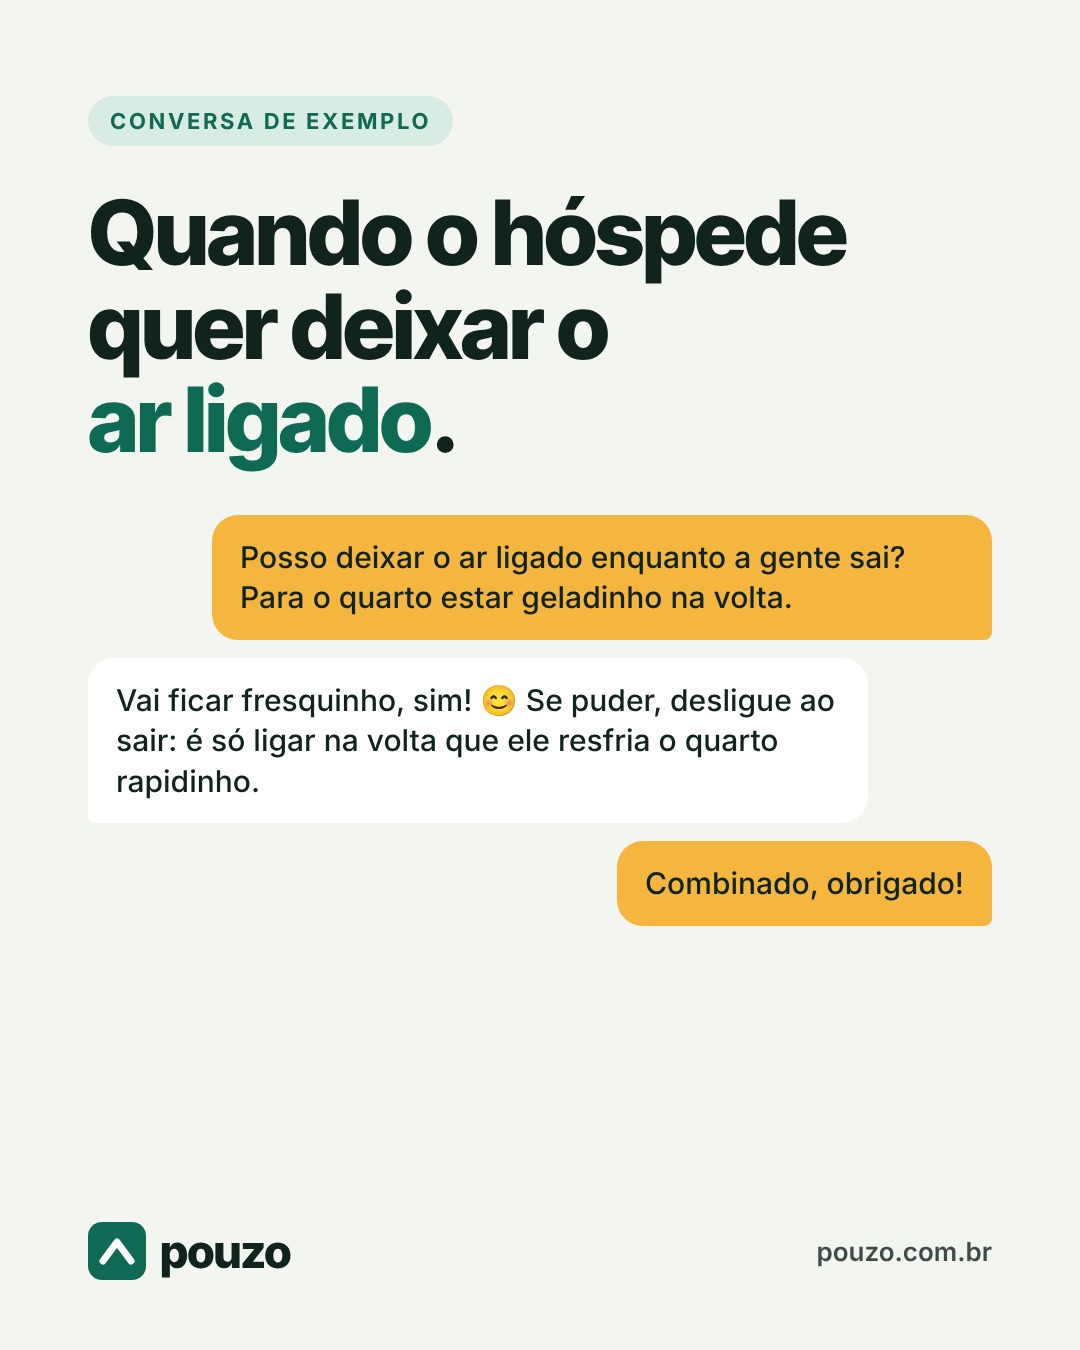 CONVERSA DE EXEMPLO
Quando o hóspede
quer deixar o
ar ligado.
Posso deixar o ar ligado enquanto a gente sai?
Para o quarto estar geladinho na volta.
Vai ficar fresquinho, sim! 😊 Se puder, desligue ao
sair: é só ligar na volta que ele resfria o quarto
rapidinho.
Combinado, obrigado!
pouzo
pouzo.com.br